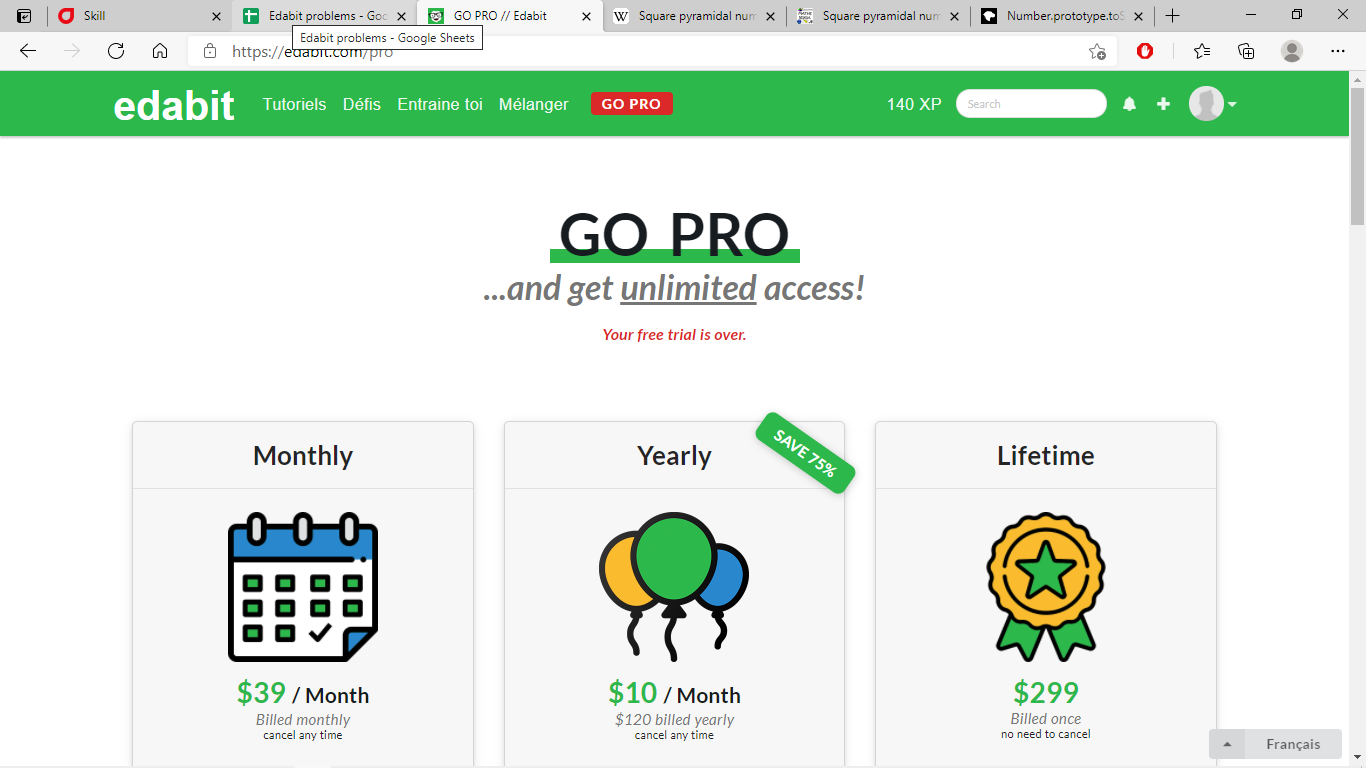 Skill
Edabit problems - Goo
GO PRO // Edabit
Square pyramidal num
Square pyramidal num
Number.prototype.toS
Edabit problems - Google Sheets
https://edabit.com/pro
edabit
Tutoriels
Défis
Entraine toi
Mélanger
GO PRO
140 XP
Search
GO PRO
...and get unlimited access!
Your free trial is over.
Monthly
$39 / Month
Billed monthly
cancel any time
Yearly
SAVE 75%
$10 / Month
$120 billed yearly
cancel any time
Lifetime
$299
Billed once
no need to cancel
Français